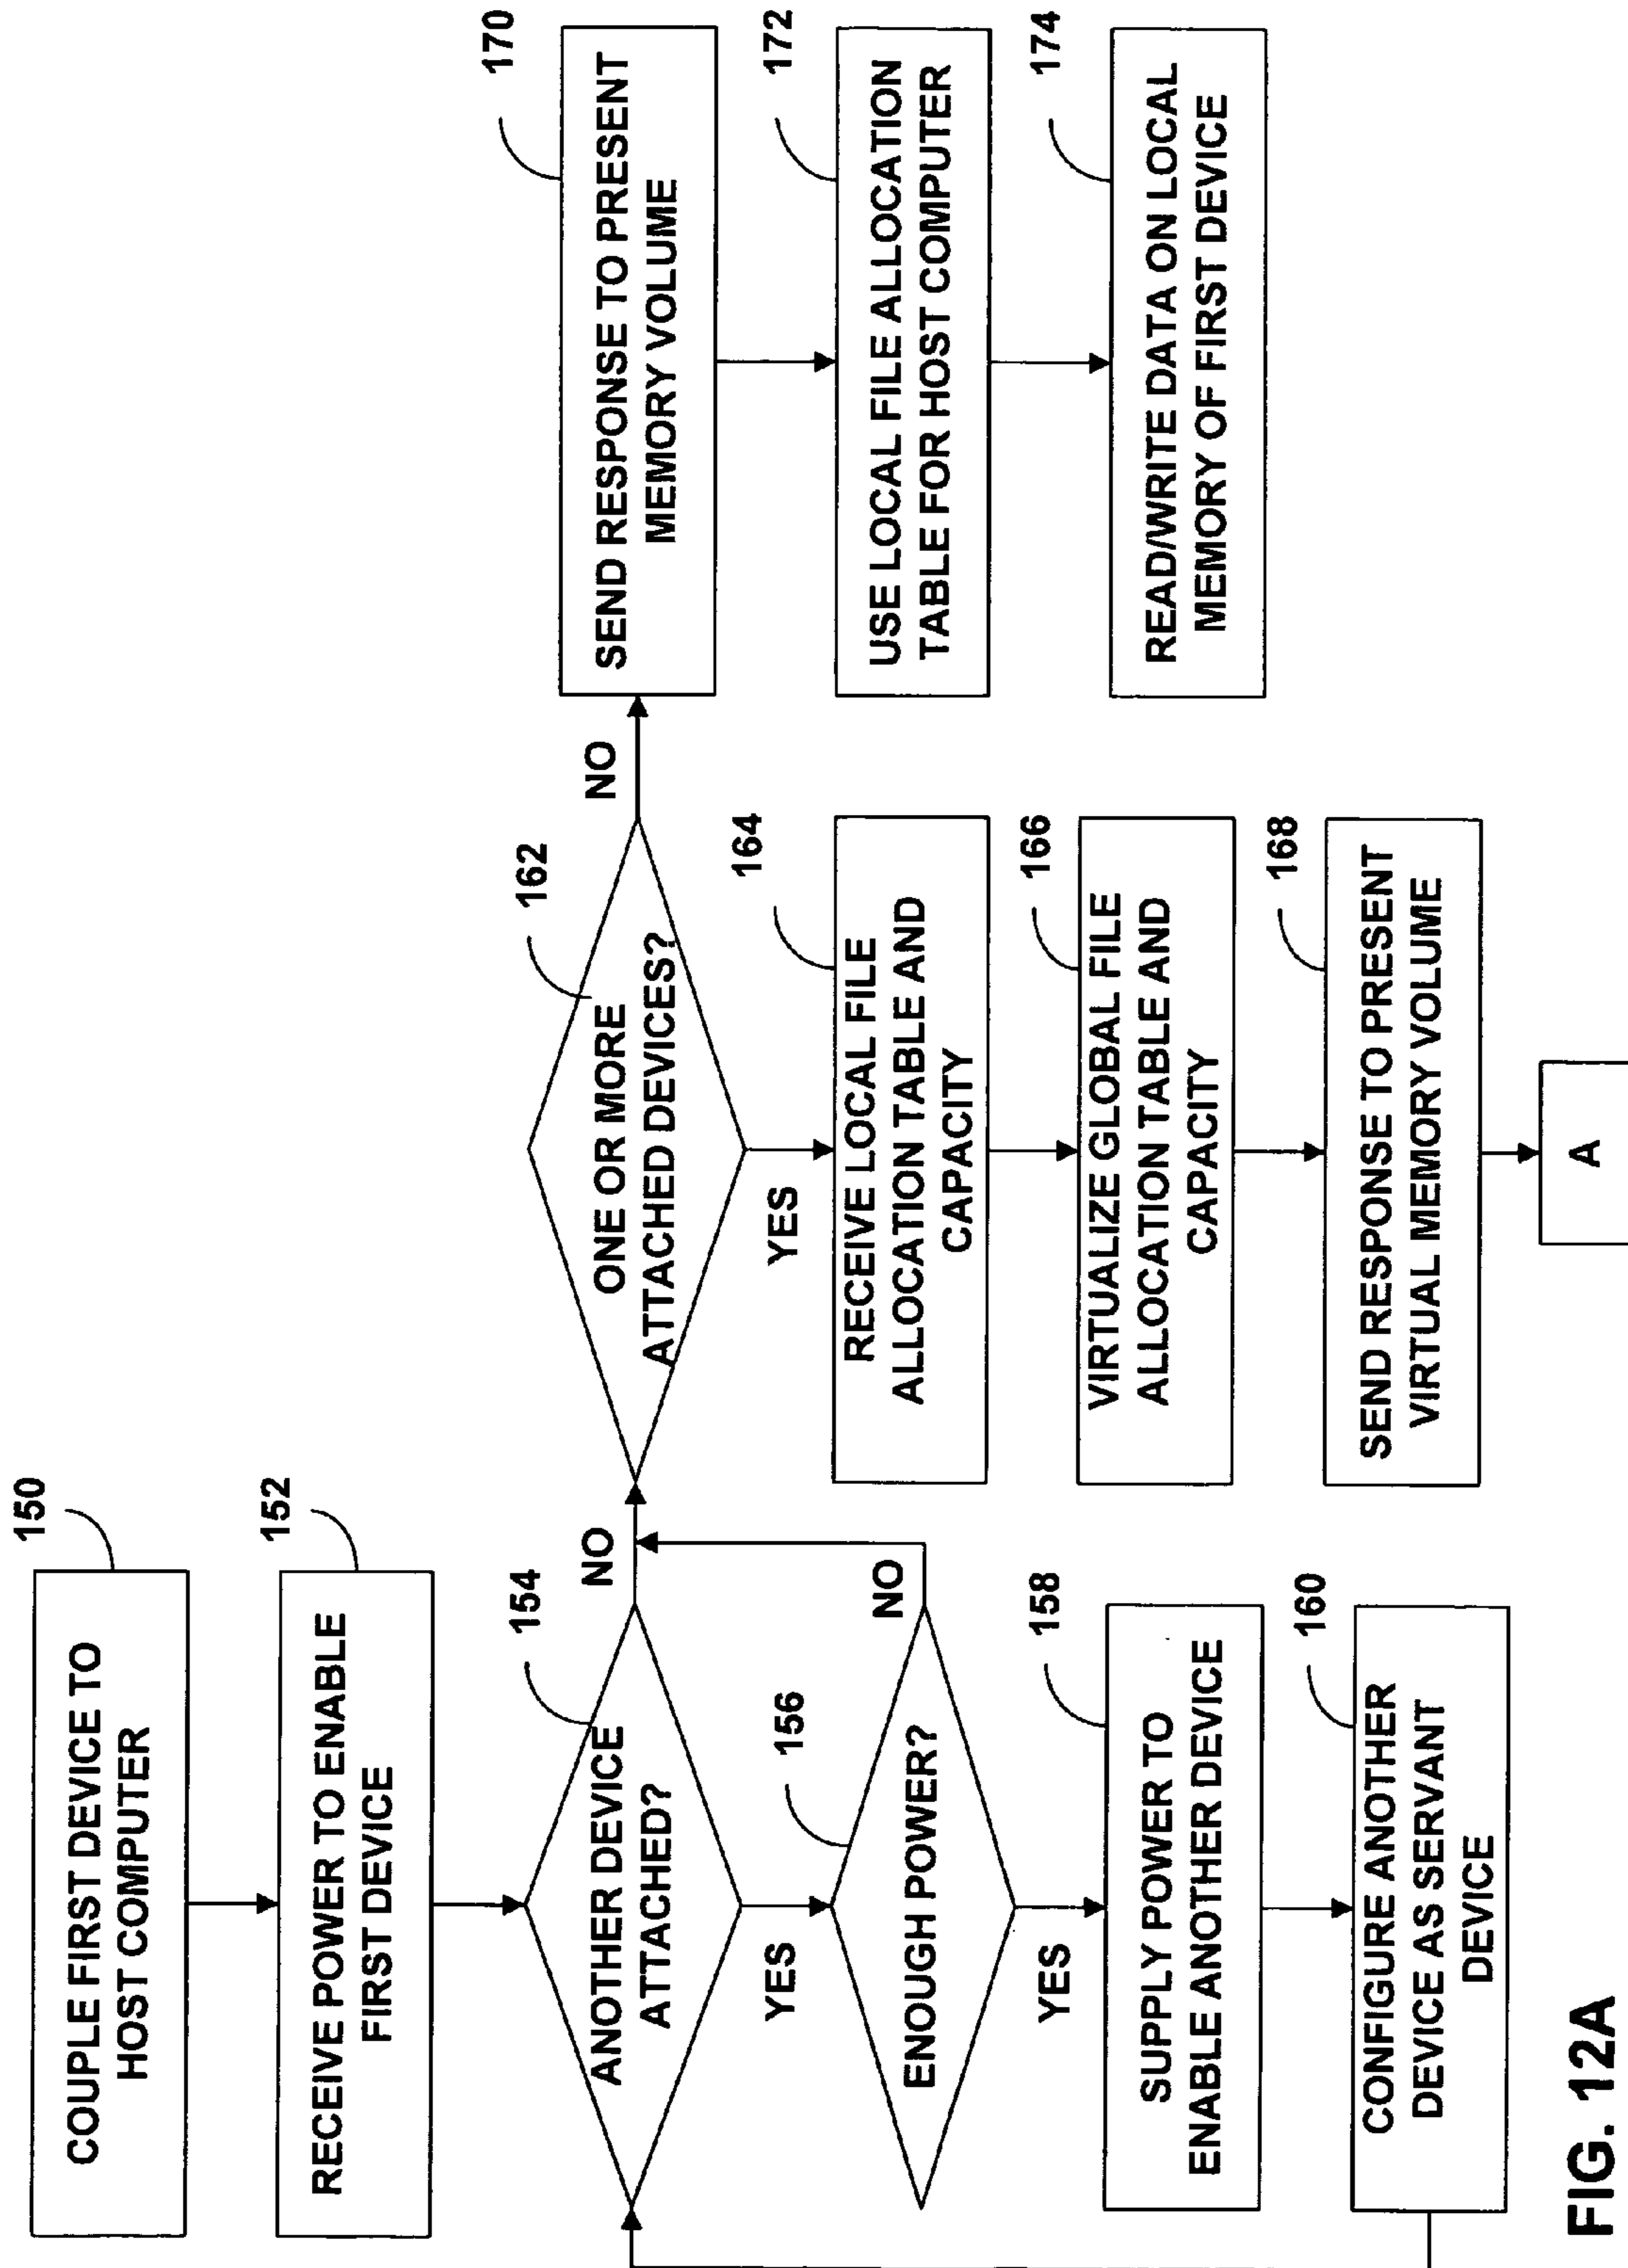 150
COUPLE FIRST DEVICE TO
HOST COMPUTER
152
RECEIVE POWER TO ENABLE
FIRST DEVICE
154
ANOTHER DEVICE
ATTACHED?
NO
YES
156
ENOUGH POWER?
NO
YES
158
SUPPLY POWER TO
ENABLE ANOTHER DEVICE
160
CONFIGURE ANOTHER
DEVICE AS SERVANT
DEVICE
162
ONE OR MORE
ATTACHED DEVICES?
NO
YES
164
RECEIVE LOCAL FILE
ALLOCATION TABLE AND
CAPACITY
166
VIRTUALIZE GLOBAL FILE
ALLOCATION TABLE AND
CAPACITY
168
SEND RESPONSE TO PRESENT
VIRTUAL MEMORY VOLUME
A
170
SEND RESPONSE TO PRESENT
MEMORY VOLUME
172
USE LOCAL FILE ALLOCATION
TABLE FOR HOST COMPUTER
174
READ/WRITE DATA ON LOCAL
MEMORY OF FIRST DEVICE
FIG. 12A